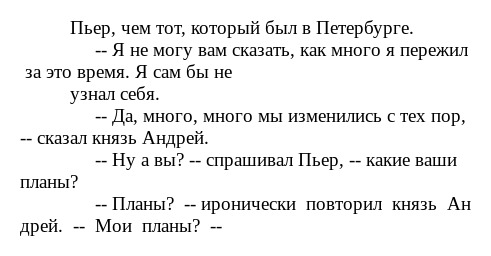 Пьер, чем тот, который был в Петербурге.
-- Я не могу вам сказать, как много я пережил
за это время. Я сам бы не
узнал себя.
-- Да, много, много мы изменились с тех пор,
-- сказал князь Андрей.
-- Ну а вы? -- спрашивал Пьер, -- какие ваши
планы?
-- Планы? -- иронически повторил князь Ан
дрей. -- Мои планы? --